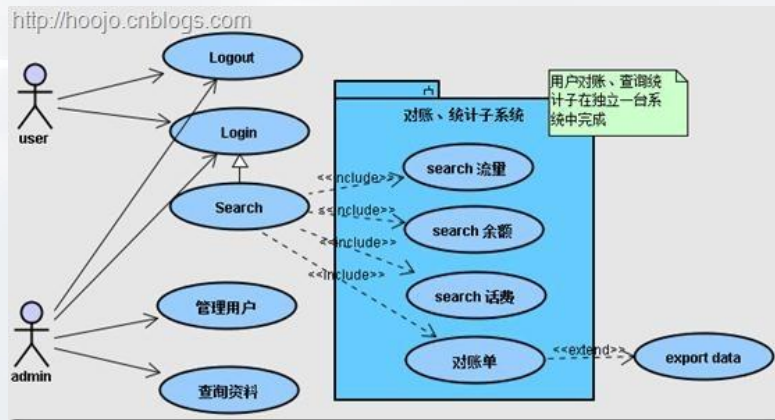 http://hoojo.cnblogs.com
Logout
user
Login
Search
admin
管理用户
查询资料
对账、统计子系统
用户对账、查询统
计子在独立一台系
统中完成
<<include>>
search 流量
<<include>>
search 余额
<<include>>
search 话费
<<include>>
对账单
<<extend>>
export data